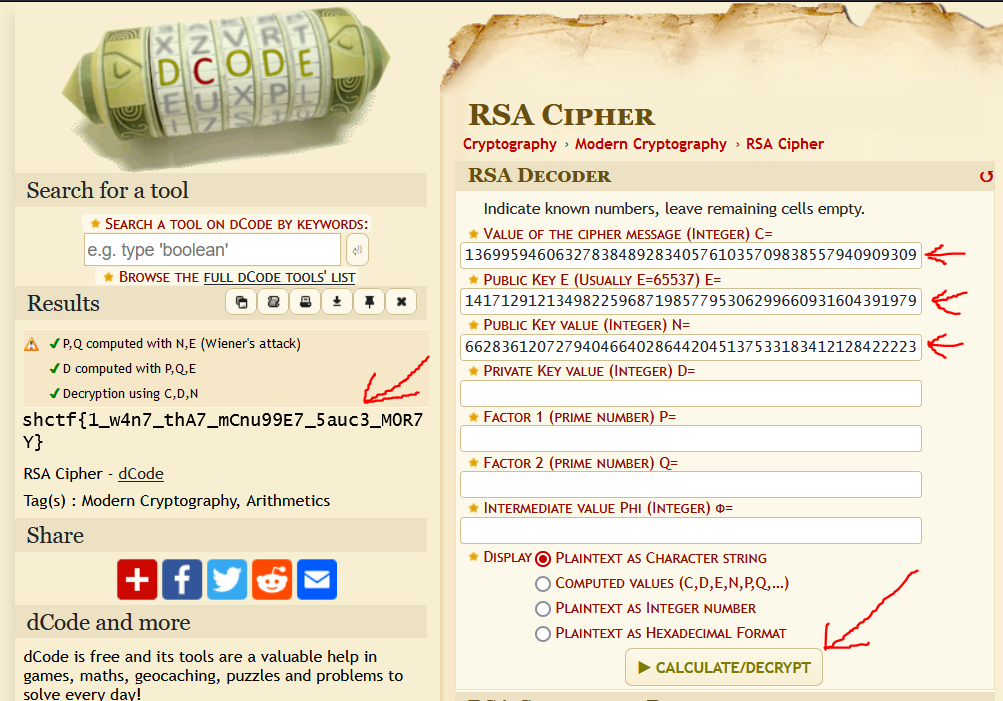 X Z V R T
D C O D E
E U X P L
Search for a tool
★ SEARCH A TOOL ON DCODE BY KEYWORDS:
e.g. type 'boolean'
★ BROWSE THE FULL DCODE TOOLS' LIST
Results
✔ P,Q computed with N,E (Wiener's attack)
✔ D computed with P,Q,E
✔ Decryption using C,D,N
shctf{1_w4n7_thA7_mCnu99E7_5auc3_MOR7
Y}
RSA Cipher - dCode
Tag(s) : Modern Cryptography, Arithmetics
Share
dCode and more
dCode is free and its tools are a valuable help in
games, maths, geocaching, puzzles and problems to
solve every day!
RSA CIPHER
Cryptography › Modern Cryptography › RSA Cipher
RSA DECODER
Indicate known numbers, leave remaining cells empty.
★ VALUE OF THE CIPHER MESSAGE (INTEGER) C=
136995946063278384892834057610357098385579409093​09
★ PUBLIC KEY E (USUALLY E=65537) E=
14171291213498225968719857795306299660931604391979
★ PUBLIC KEY VALUE (INTEGER) N=
66283612072794046640286442045137533183412128422223
★ PRIVATE KEY VALUE (INTEGER) D=
★ FACTOR 1 (PRIME NUMBER) P=
★ FACTOR 2 (PRIME NUMBER) Q=
★ INTERMEDIATE VALUE PHI (INTEGER) Φ=
★ DISPLAY PLAINTEXT AS CHARACTER STRING
COMPUTED VALUES (C,D,E,N,P,Q,...)
PLAINTEXT AS INTEGER NUMBER
PLAINTEXT AS HEXADECIMAL FORMAT
▶ CALCULATE/DECRYPT